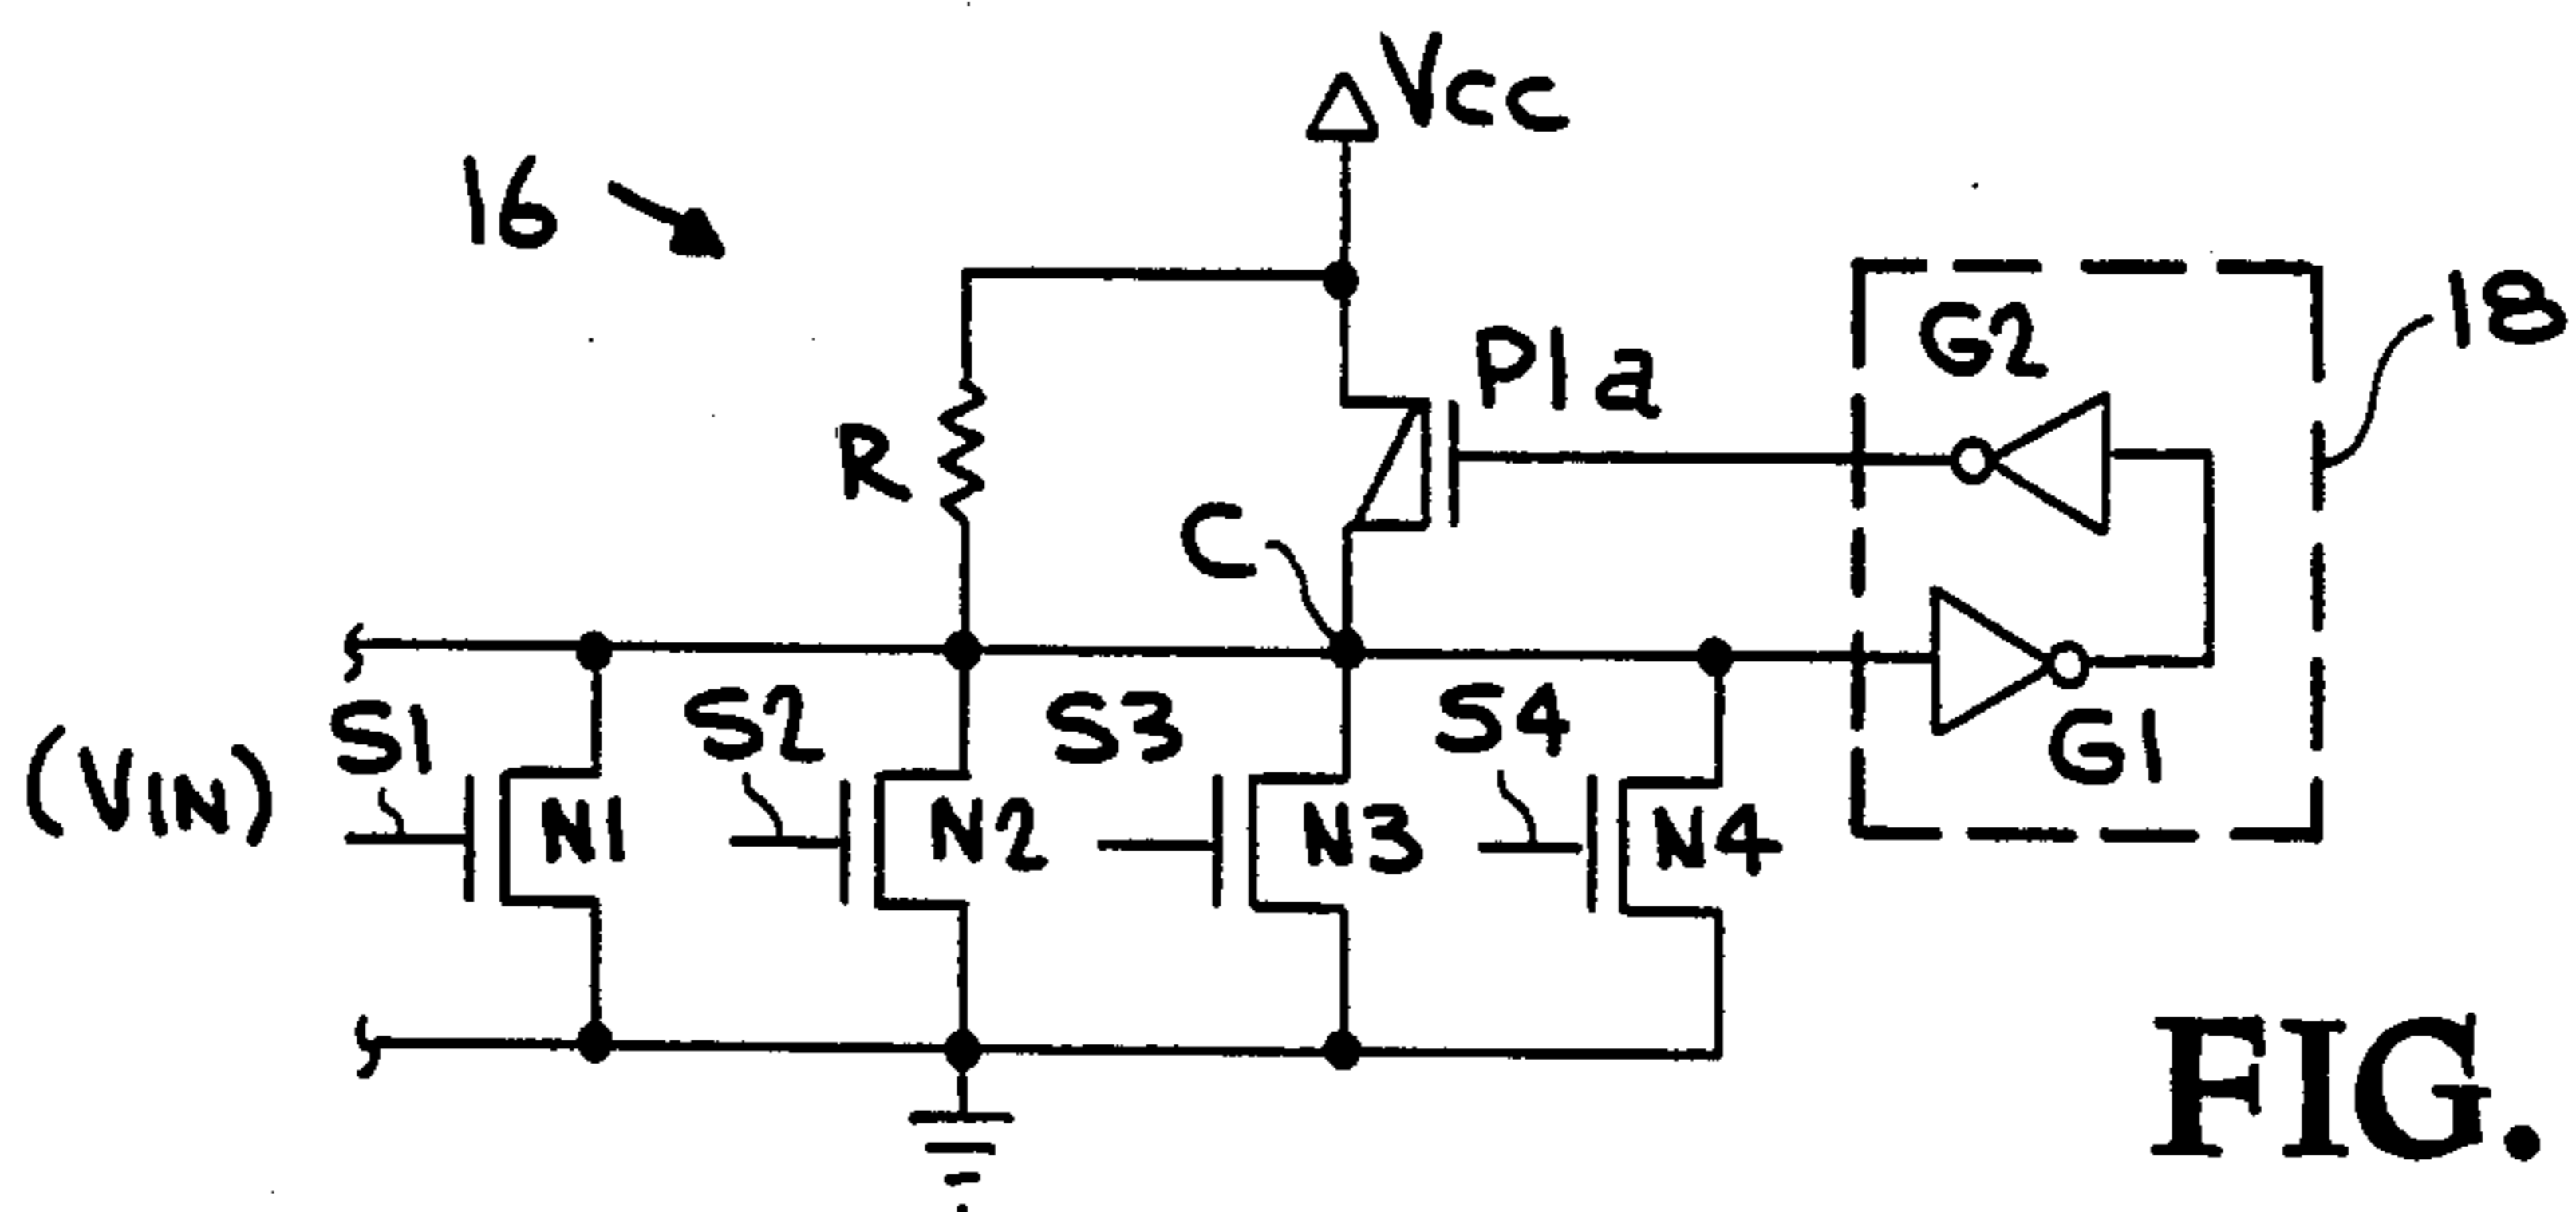 Vcc
16
18
G2
P1a
R
C
S1
S2
S3
S4
(VIN)
G1
N1
N2
N3
N4
FIG.